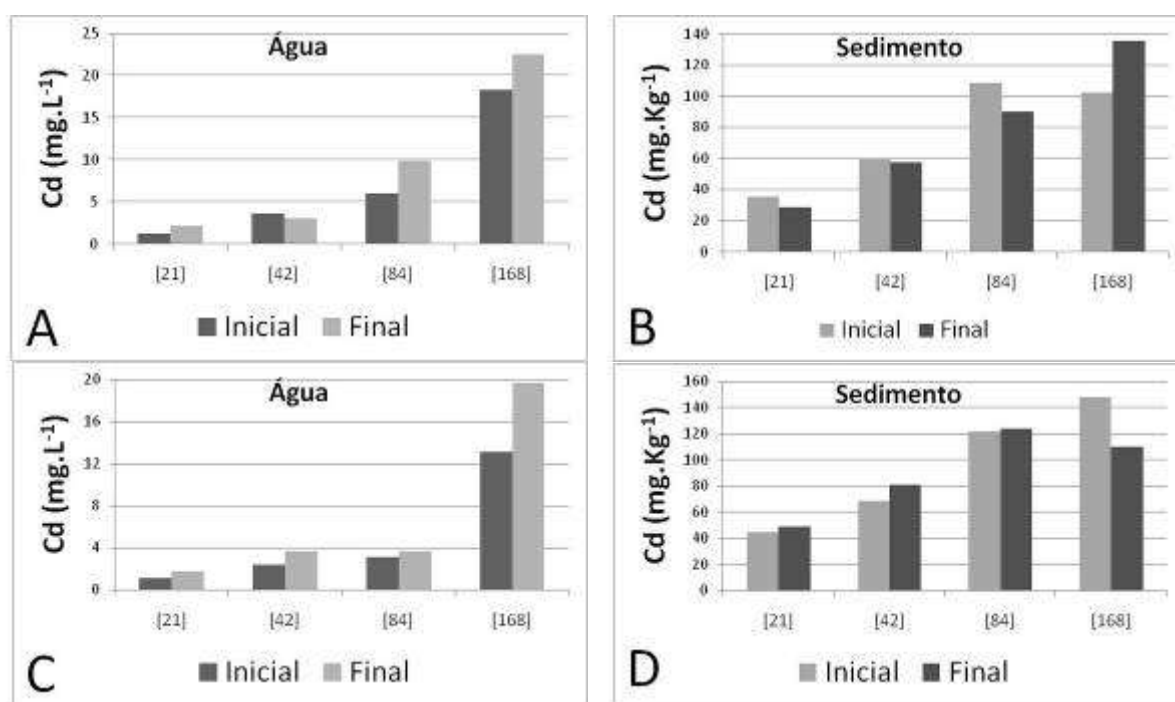 Água
Cd (mg.L⁻¹)
25
20
15
10
5
0
[21] [42] [84] [168]
A
Inicial Final
Sedimento
Cd (mg.Kg⁻¹)
140
120
100
80
60
40
20
0
[21] [42] [84] [168]
B
Inicial Final
Água
Cd (mg.L⁻¹)
20
16
12
8
4
0
[21] [42] [84] [168]
C
Inicial Final
Sedimento
Cd (mg.Kg⁻¹)
160
140
120
100
80
60
40
20
0
[21] [42] [84] [168]
D
Inicial Final